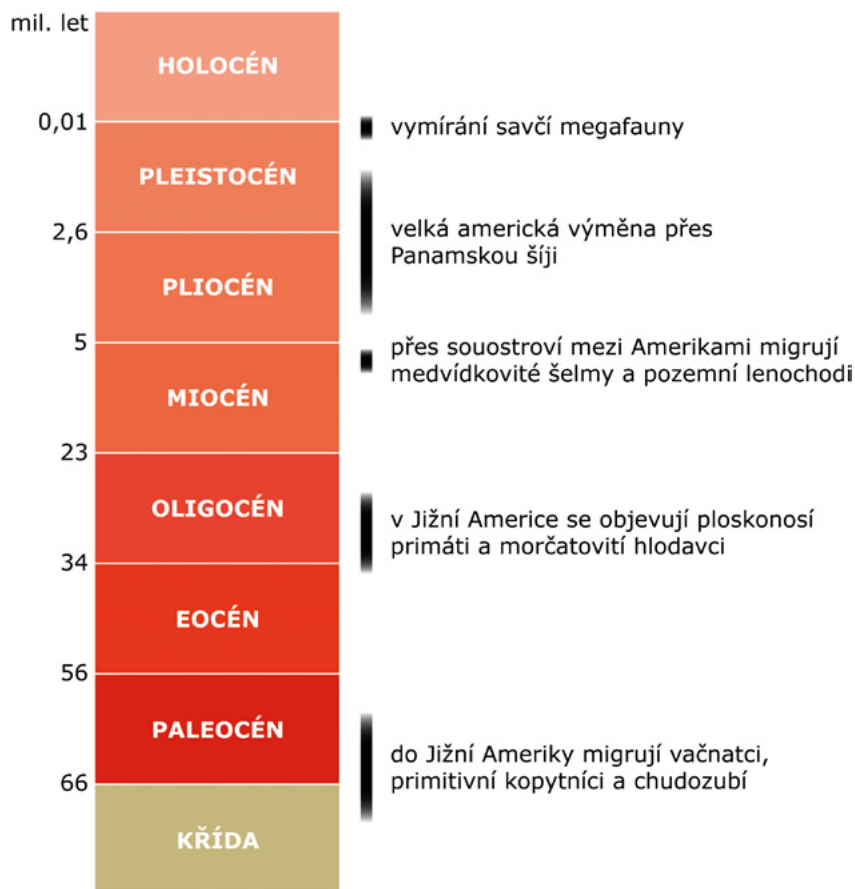 mil. let
HOLOCÉN
0,01
vymírání savčí megafauny
PLEISTOCÉN
velká americká výměna přes
Panamskou šíji
2,6
PLIOCÉN
5
přes souostroví mezi Amerikami migrují
medvídkovité šelmy a pozemní lenochodi
MIOCÉN
23
OLIGOCÉN
v Jižní Americe se objevují ploskonosí
primáti a morčatovití hlodavci
34
EOCÉN
56
PALEOCÉN
do Jižní Ameriky migrují vačnatci,
primitivní kopytníci a chudozubí
66
KŘÍDA